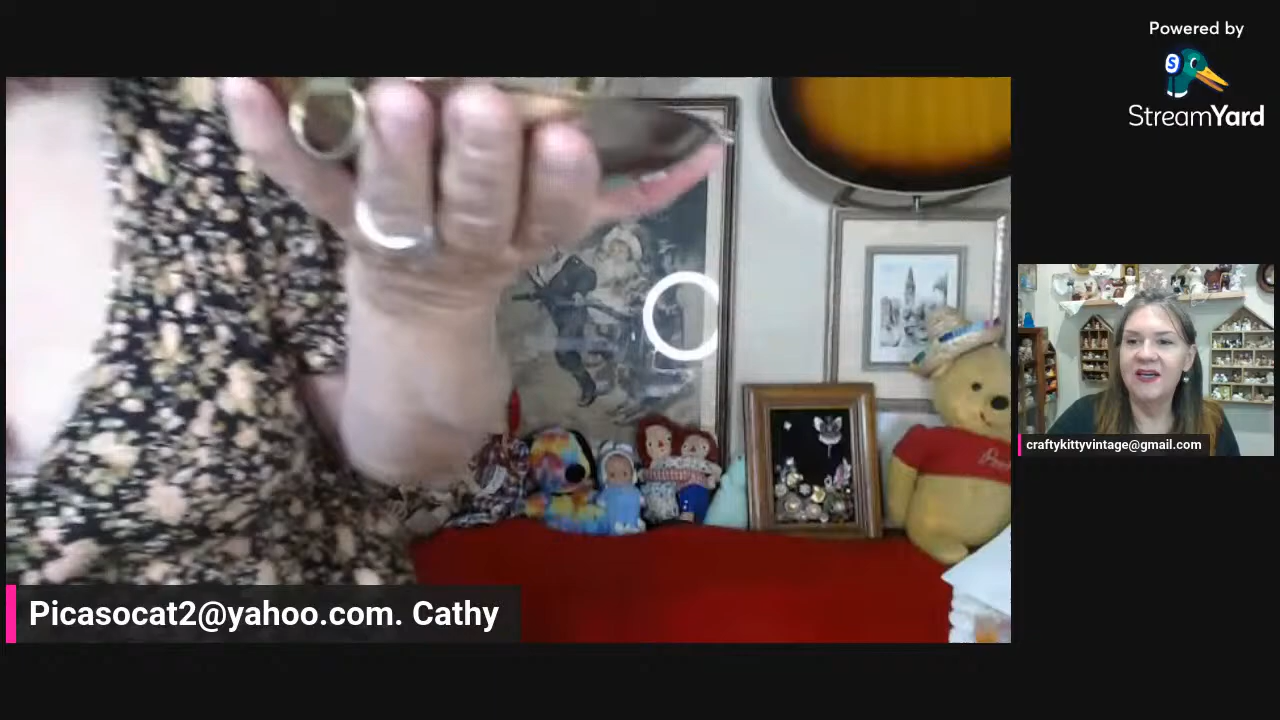 Powered by
S
StreamYard
craftykittyvintage@gmail.com
Picasocat2@yahoo.com. Cathy